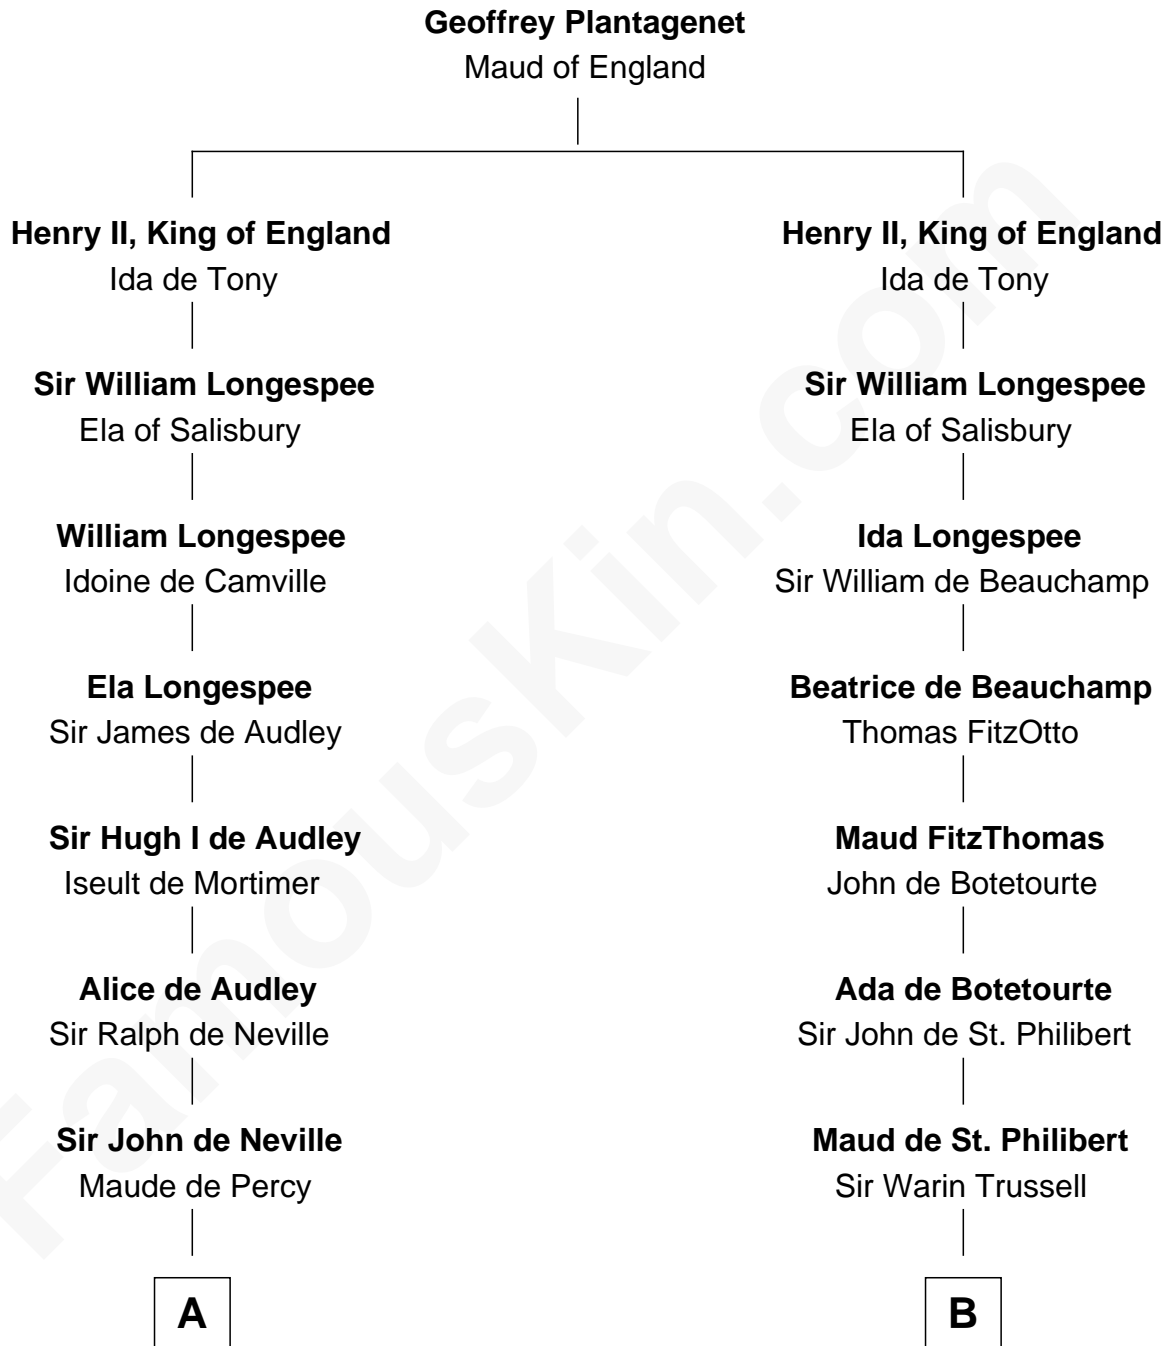 Geoffrey Plantagenet
Maud of England
Henry II, King of England
Ida de Tony
Henry II, King of England
Ida de Tony
Sir William Longespee
Ela of Salisbury
Sir William Longespee
Ela of Salisbury
William Longespee
Idoine de Camville
Ida Longespee
Sir William de Beauchamp
Ela Longespee
Sir James de Audley
Beatrice de Beauchamp
Thomas FitzOtto
Sir Hugh I de Audley
Iseult de Mortimer
Maud FitzThomas
John de Botetourte
Alice de Audley
Sir Ralph de Neville
Ada de Botetourte
Sir John de St. Philibert
Sir John de Neville
Maude de Percy
Maud de St. Philibert
Sir Warin Trussell
A
B
FamousKin.com